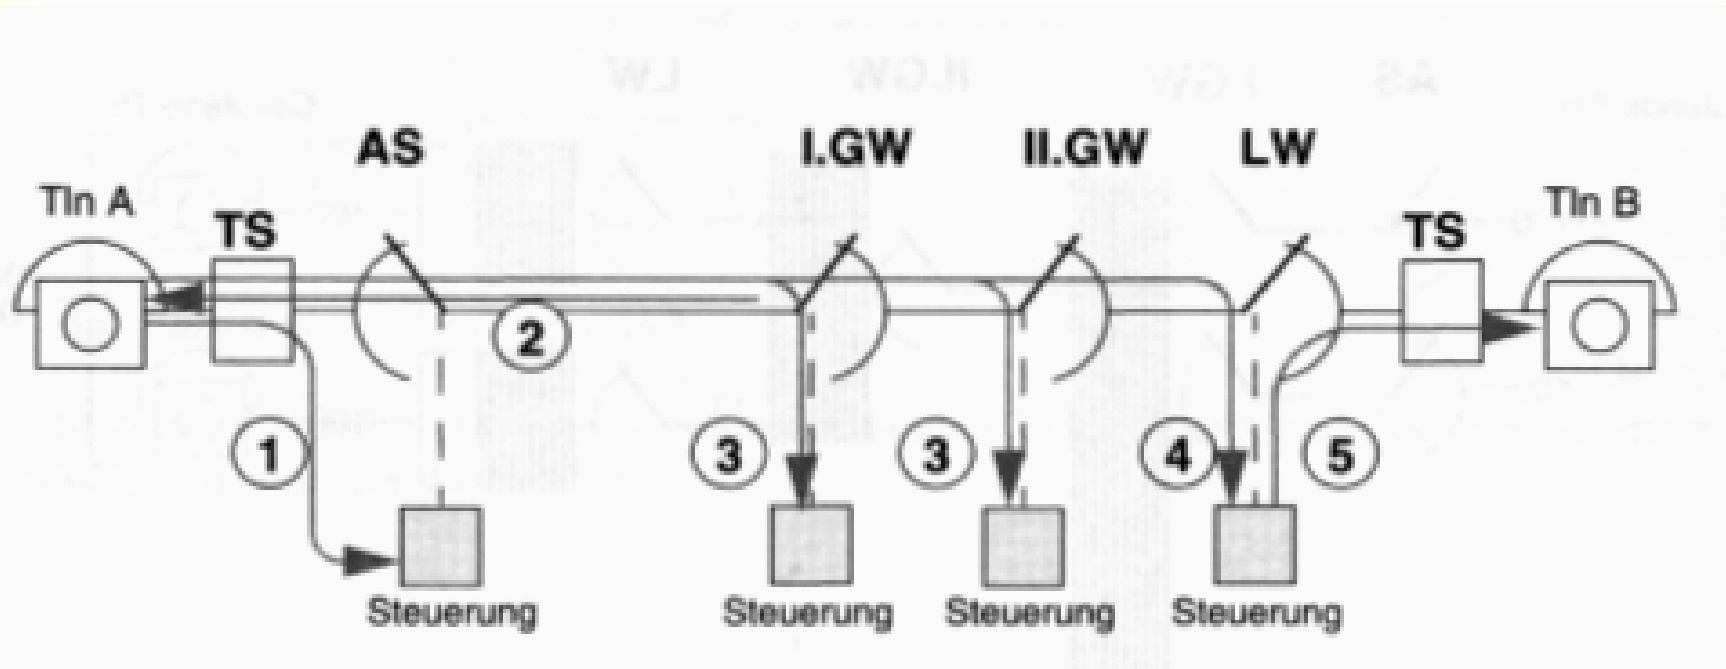 AS
I.GW
II.GW
LW
Tln A
TS
TS
Tln B
2
1
3
3
4
5
Steuerung
Steuerung
Steuerung
Steuerung